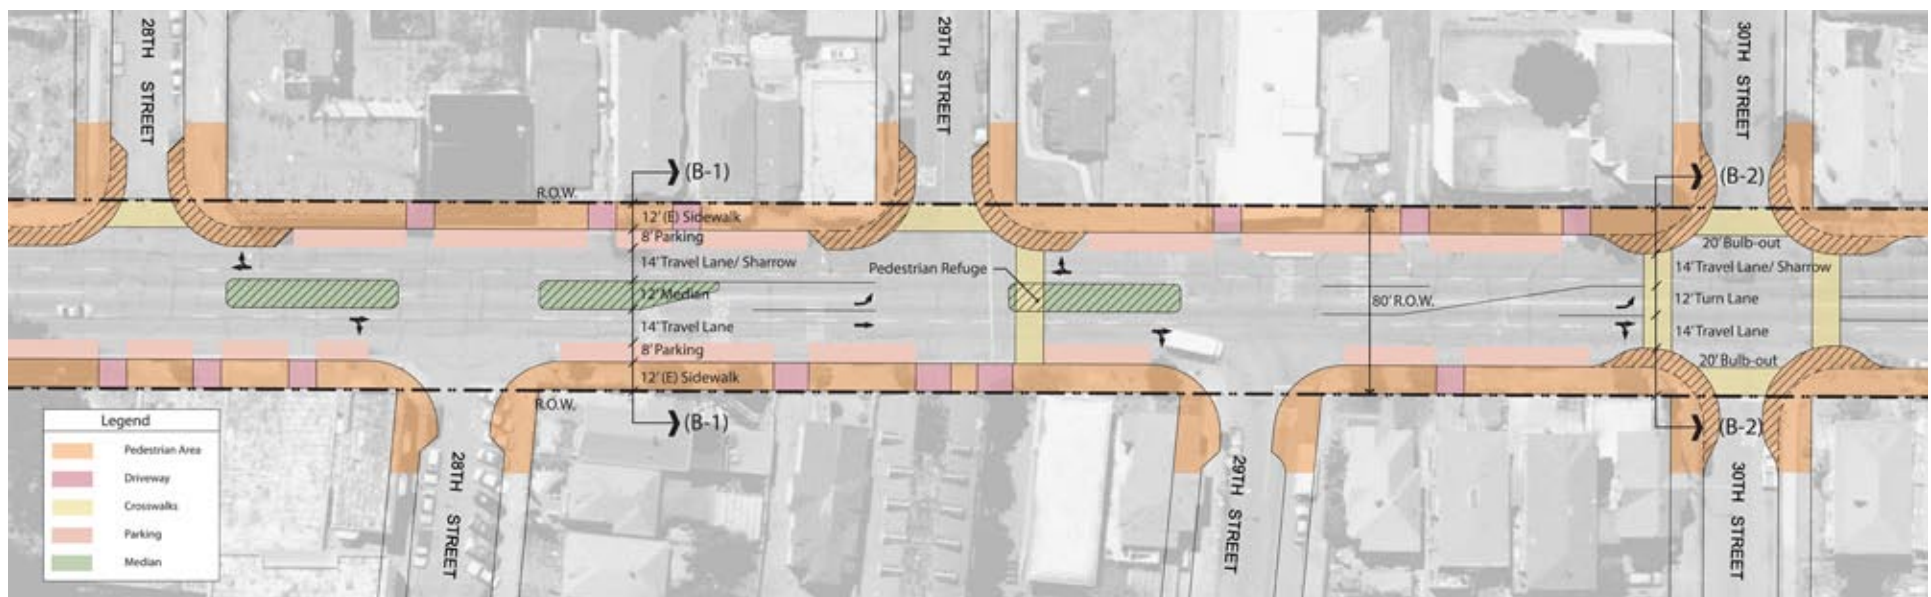 28TH STREET
29TH STREET
30TH STREET
(B-1)
(B-2)
R.O.W.
12' (E) Sidewalk
8' Parking
14' Travel Lane/ Sharrow
12' Median
14' Travel Lane
8' Parking
12' (E) Sidewalk
R.O.W.
(B-1)
Pedestrian Refuge
80' R.O.W.
20' Bulb-out
14' Travel Lane/ Sharrow
12' Turn Lane
14' Travel Lane
20' Bulb-out
(B-2)
Legend
Pedestrian Area
Driveway
Crosswalks
Parking
Median
28TH STREET
29TH STREET
30TH STREET